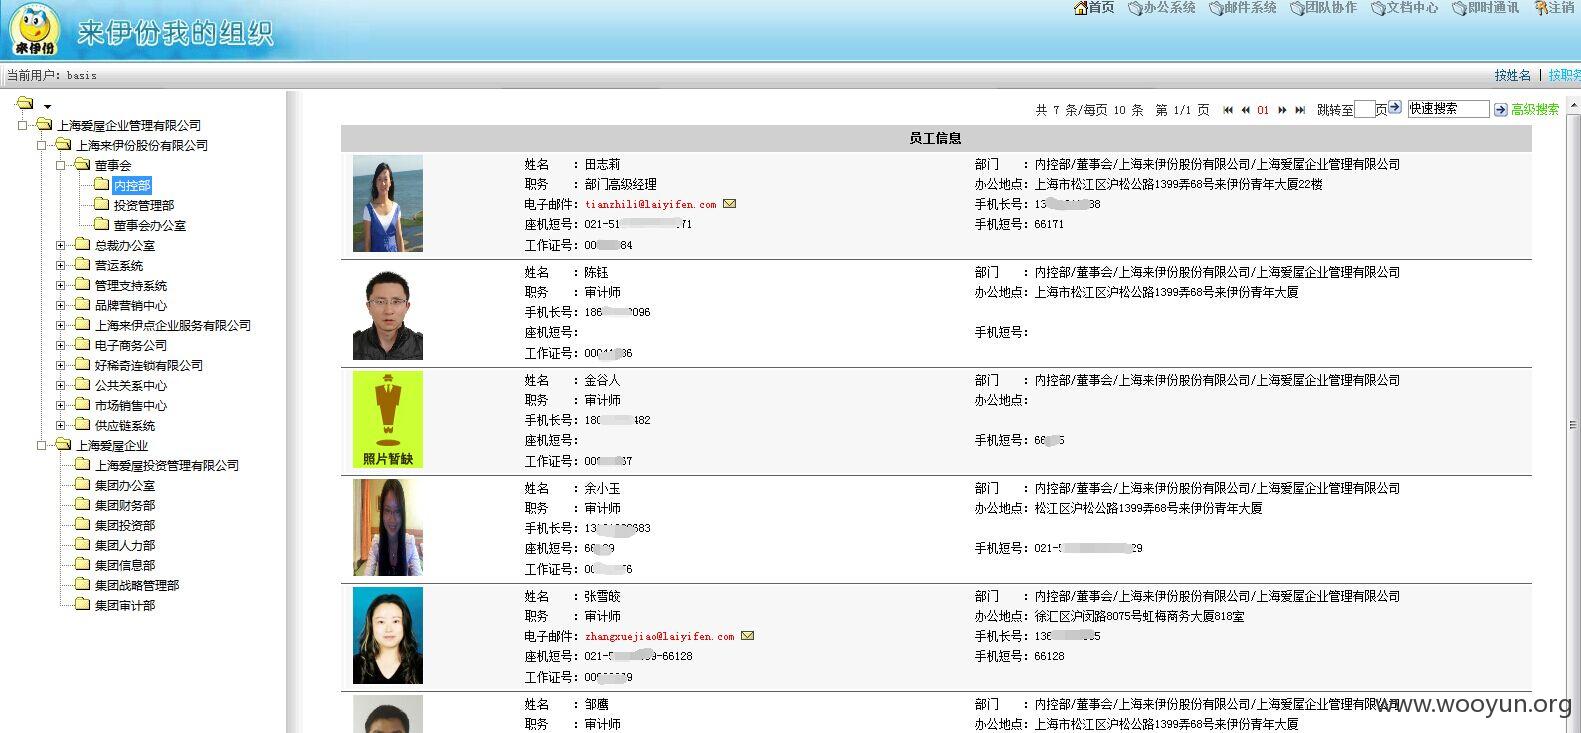 来伊份
来伊份我的组织
首页 办公系统 邮件系统 团队协作 文档中心 即时通讯 注销
当前用户: basis
按姓名 | 按职务
共 7 条/每页 10 条 第 1/1 页 01 跳转至 页 快速搜索 高级搜索
上海爱屋企业管理有限公司
上海来伊份股份有限公司
董事会
内控部
投资管理部
董事会办公室
总裁办公室
营运系统
管理支持系统
品牌营销中心
上海来伊点企业服务有限公司
电子商务公司
好稀奇连锁有限公司
公共关系中心
市场销售中心
供应链系统
上海爱屋企业
上海爱屋投资管理有限公司
集团办公室
集团财务部
集团投资部
集团人力部
集团信息部
集团战略管理部
集团审计部
员工信息
姓名 : 田志莉 部门 : 内控部/董事会/上海来伊份股份有限公司/上海爱屋企业管理有限公司
职务 : 部门高级经理 办公地点: 上海市松江区沪松公路1399弄68号来伊份青年大厦22楼
电子邮件: tianzhili@laiyifen.com 手机长号: 13 88
座机短号: 021-51 71 手机短号: 66171
工作证号: 00 84
姓名 : 陈钰 部门 : 内控部/董事会/上海来伊份股份有限公司/上海爱屋企业管理有限公司
职务 : 审计师 办公地点: 上海市松江区沪松公路1399弄68号来伊份青年大厦
手机长号: 186 096
座机短号: 手机短号:
工作证号: 000 36
姓名 : 金谷人 部门 : 内控部/董事会/上海来伊份股份有限公司/上海爱屋企业管理有限公司
职务 : 审计师 办公地点:
手机长号: 180 482
座机短号: 手机短号: 66 5
工作证号: 00 67
照片暂缺
姓名 : 余小玉 部门 : 内控部/董事会/上海来伊份股份有限公司/上海爱屋企业管理有限公司
职务 : 审计师 办公地点: 松江区沪松公路1399弄68号来伊份青年大厦
手机长号: 13 683
座机短号: 66 9 手机短号: 021- 29
工作证号: 00 6
姓名 : 张雪皎 部门 : 内控部/董事会/上海来伊份股份有限公司/上海爱屋企业管理有限公司
职务 : 审计师 办公地点: 徐汇区沪闵路8075号虹梅商务大厦818室
电子邮件: zhangxuejiao@laiyifen.com 手机长号: 136 5
座机短号: 021-5 9-66128 手机短号: 66128
工作证号: 00 9
姓名 : 邹鹰 部门 : 内控部/董事会/上海来伊份股份有限公司/上海爱屋企业管理有限公司
职务 : 审计师 办公地点: 上海市松江区沪松公路1399弄68号来伊份青年大厦
www.wooyun.org